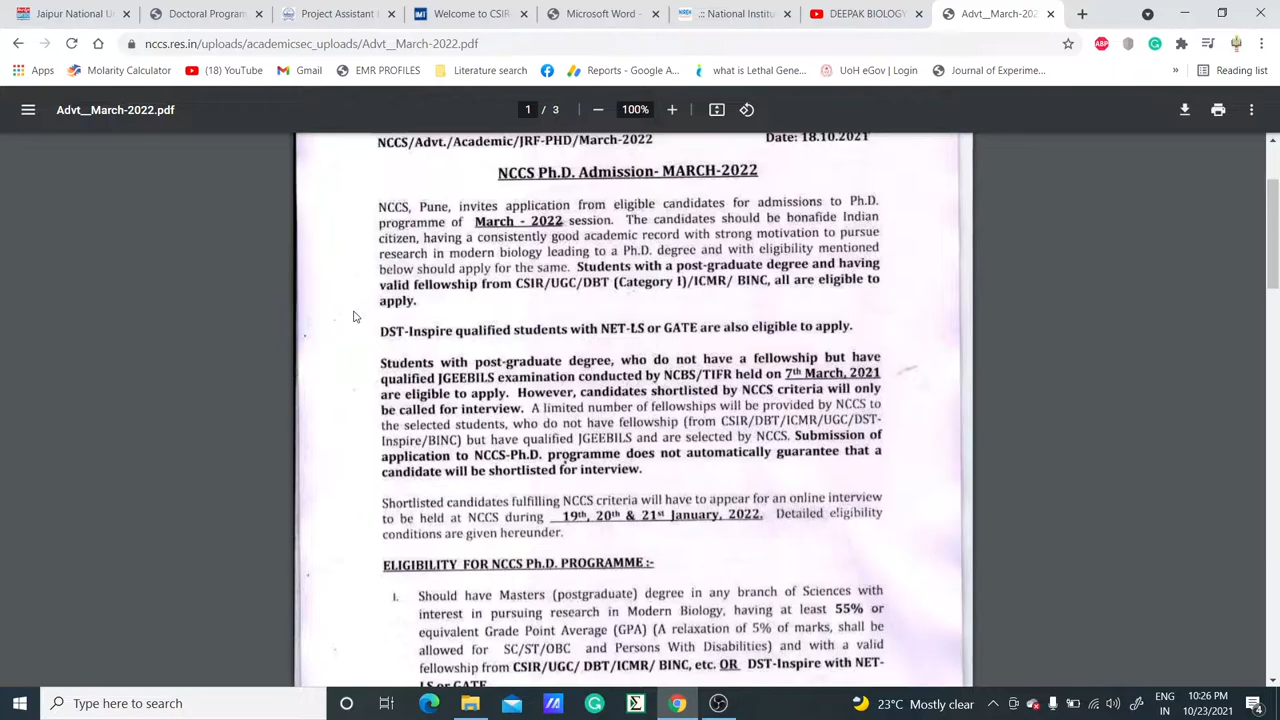 Jaipur National U
Doctoral Program
Project Assistant I
Welcome to CSIR
Microsoft Word -
:: National Institu
DEEPAK BIOLOGY
Advt__March-202
nccs.res.in/uploads/academicsec_uploads/Advt__March-2022.pdf
Apps
Molarity Calculator
(18) YouTube
Gmail
EMR PROFILES
Literature search
Reports - Google A...
what is Lethal Gene...
UoH eGov | Login
Journal of Experime...
»
Reading list
Advt__March-2022.pdf
1 / 3
100%
NCCS/Advt./Academic/JRF-PHD/March-2022 Date: 18.10.2021
NCCS Ph.D. Admission- MARCH-2022
NCCS, Pune, invites application from eligible candidates for admissions to Ph.D.
programme of March - 2022 session. The candidates should be bonafide Indian
citizen, having a consistently good academic record with strong motivation to pursue
research in modern biology leading to a Ph.D. degree and with eligibility mentioned
below should apply for the same. Students with a post-graduate degree and having
valid fellowship from CSIR/UGC/DBT (Category I)/ICMR/ BINC, all are eligible to
apply.
DST-Inspire qualified students with NET-LS or GATE are also eligible to apply.
Students with post-graduate degree, who do not have a fellowship but have
qualified JGEEBILS examination conducted by NCBS/TIFR held on 7th March, 2021
are eligible to apply. However, candidates shortlisted by NCCS criteria will only
be called for interview. A limited number of fellowships will be provided by NCCS to
the selected students, who do not have fellowship (from CSIR/DBT/ICMR/UGC/DST-
Inspire/BINC) but have qualified JGEEBILS and are selected by NCCS. Submission of
application to NCCS-Ph.D. programme does not automatically guarantee that a
candidate will be shortlisted for interview.
Shortlisted candidates fulfilling NCCS criteria will have to appear for an online interview
to be held at NCCS during 19th, 20th & 21st January, 2022. Detailed eligibility
conditions are given hereunder.
ELIGIBILITY FOR NCCS Ph.D. PROGRAMME :-
i. Should have Masters (postgraduate) degree in any branch of Sciences with
interest in pursuing research in Modern Biology, having at least 55% or
equivalent Grade Point Average (GPA) (A relaxation of 5% of marks, shall be
allowed for SC/ST/OBC and Persons With Disabilities) and with a valid
fellowship from CSIR/UGC/ DBT/ICMR/ BINC, etc. OR DST-Inspire with NET-
LS or GATE
Type here to search
23°C Mostly clear
ENG
IN
10:26 PM
10/23/2021
4